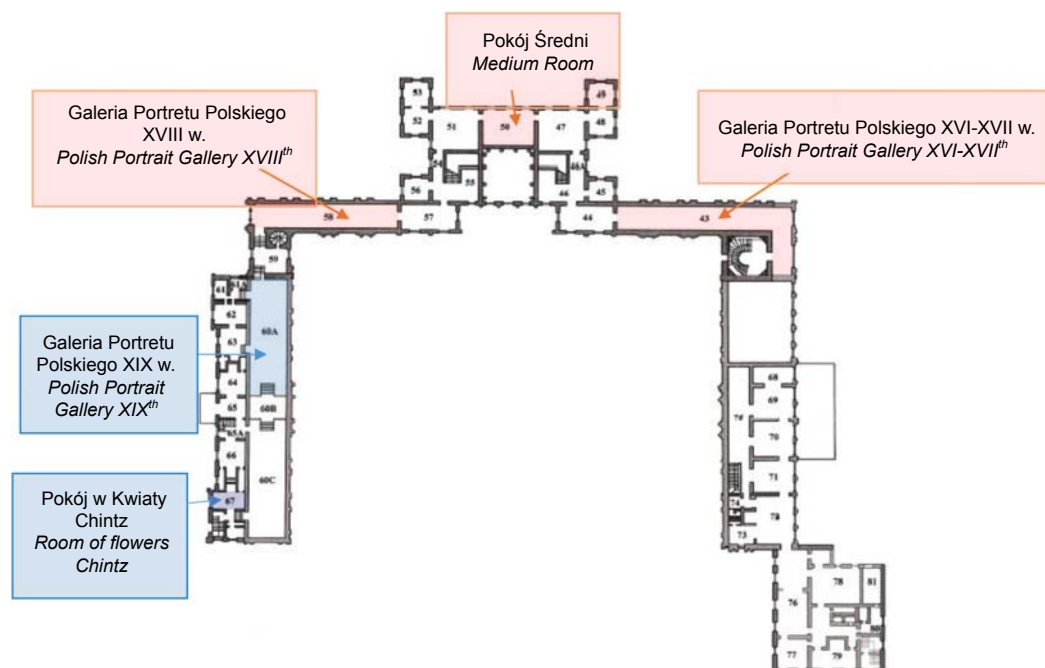 Pokój Średni
Medium Room
Galeria Portretu Polskiego
XVIII w.
Polish Portrait Gallery XVIIIth
Galeria Portretu Polskiego XVI-XVII w.
Polish Portrait Gallery XVI-XVIIth
53
52
51
50
47
49
48
54
55
46A
46
45
56
57
44
58
43
59
61
61A
62
63
60A
64
65
60B
65A
66
60C
67
Galeria Portretu
Polskiego XIX w.
Polish Portrait
Gallery XIXth
Pokój w Kwiaty
Chintz
Room of flowers
Chintz
68
69
70
71
74
73
76
78
81
80
77
79